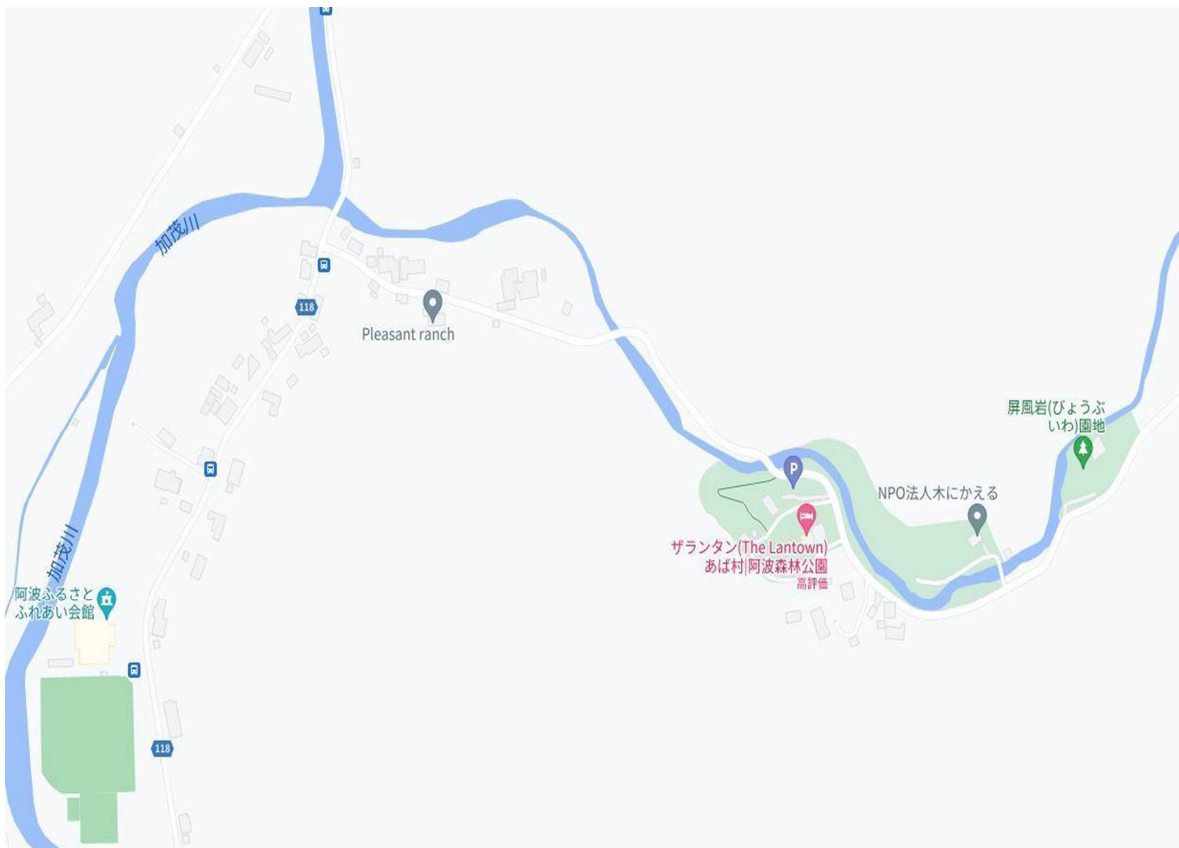 加茂川
118
Pleasant ranch
屏風岩(びょうぶ
いわ)園地
P
NPO法人木にかえる
ザランタン(The Lantown)
あば村|阿波森林公園
高評価
加茂川
阿波ふるさと
ふれあい会館
118